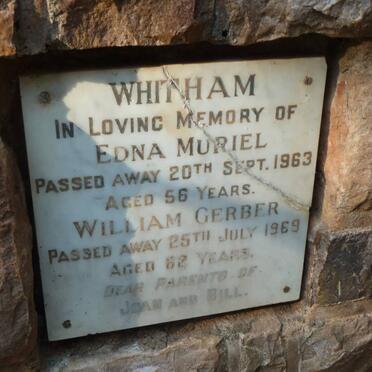 WHITHAM
IN LOVING MEMORY OF
EDNA MURIEL
PASSED AWAY 20TH SEPT. 1963
AGED 56 YEARS.
WILLIAM GERBER
PASSED AWAY 25TH JULY 1969
AGED 62 YEARS.
DEAR PARENTS OF
JOAN AND BILL.